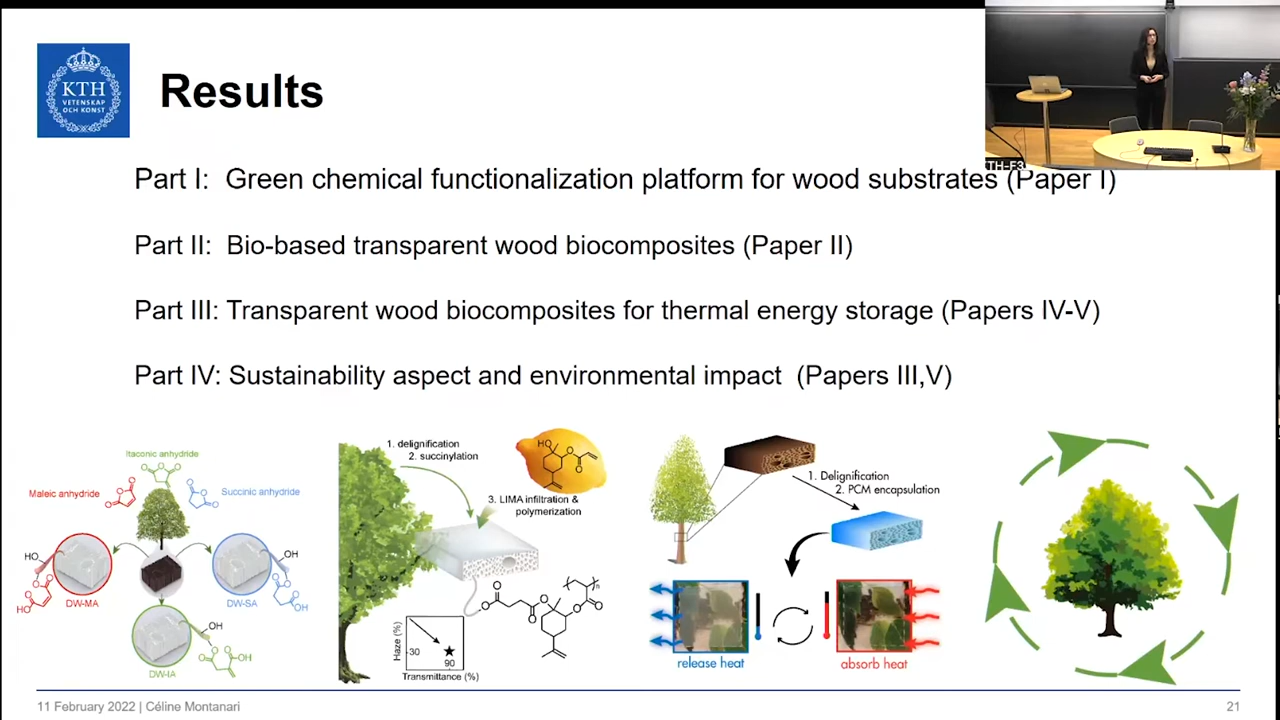 KTH
VETENSKAP
OCH KONST
Results
Part I: Green chemical functionalization platform for wood substrates (Paper I)
Part II: Bio-based transparent wood biocomposites (Paper II)
Part III: Transparent wood biocomposites for thermal energy storage (Papers IV-V)
Part IV: Sustainability aspect and environmental impact (Papers III,V)
Itaconic anhydride
Maleic anhydride
Succinic anhydride
HO
O
O
OH
HO
DW-MA
DW-SA
O
OH
OH
O
OH
O
DW-IA
1. delignification
2. succinylation
HO
O
O
3. LIMA infiltration &
polymerization
O
O
O
O
O
O
n
Haze (%)
30
90
Transmittance (%)
1. Delignification
2. PCM encapsulation
release heat
absorb heat
11 February 2022 | Céline Montanari
21